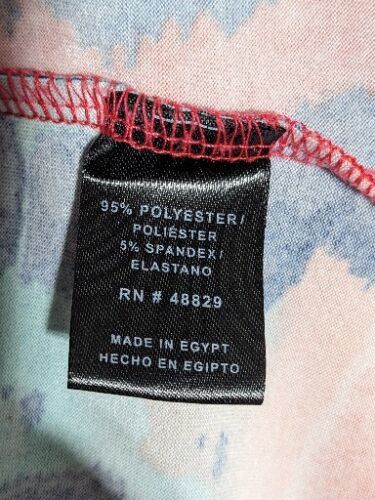 95% POLYESTER/
POLIÉSTER
5% SPANDEX/
ELASTANO
RN # 48829
MADE IN EGYPT
HECHO EN EGIPTO